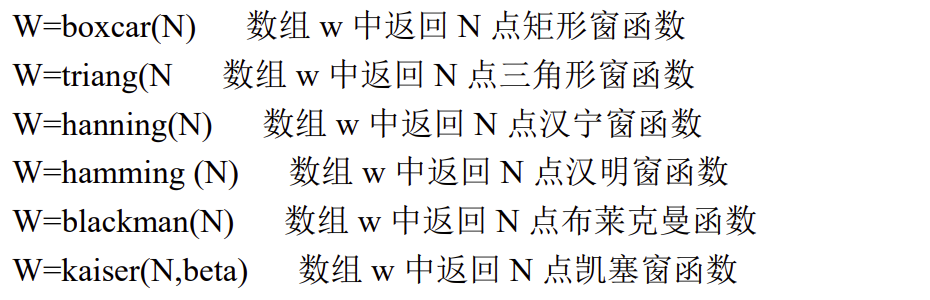 W=boxcar(N) 数组 w 中返回 N 点矩形窗函数
W=triang(N 数组 w 中返回 N 点三角形窗函数
W=hanning(N) 数组 w 中返回 N 点汉宁窗函数
W=hamming (N) 数组 w 中返回 N 点汉明窗函数
W=blackman(N) 数组 w 中返回 N 点布莱克曼函数
W=kaiser(N,beta) 数组 w 中返回 N 点凯塞窗函数